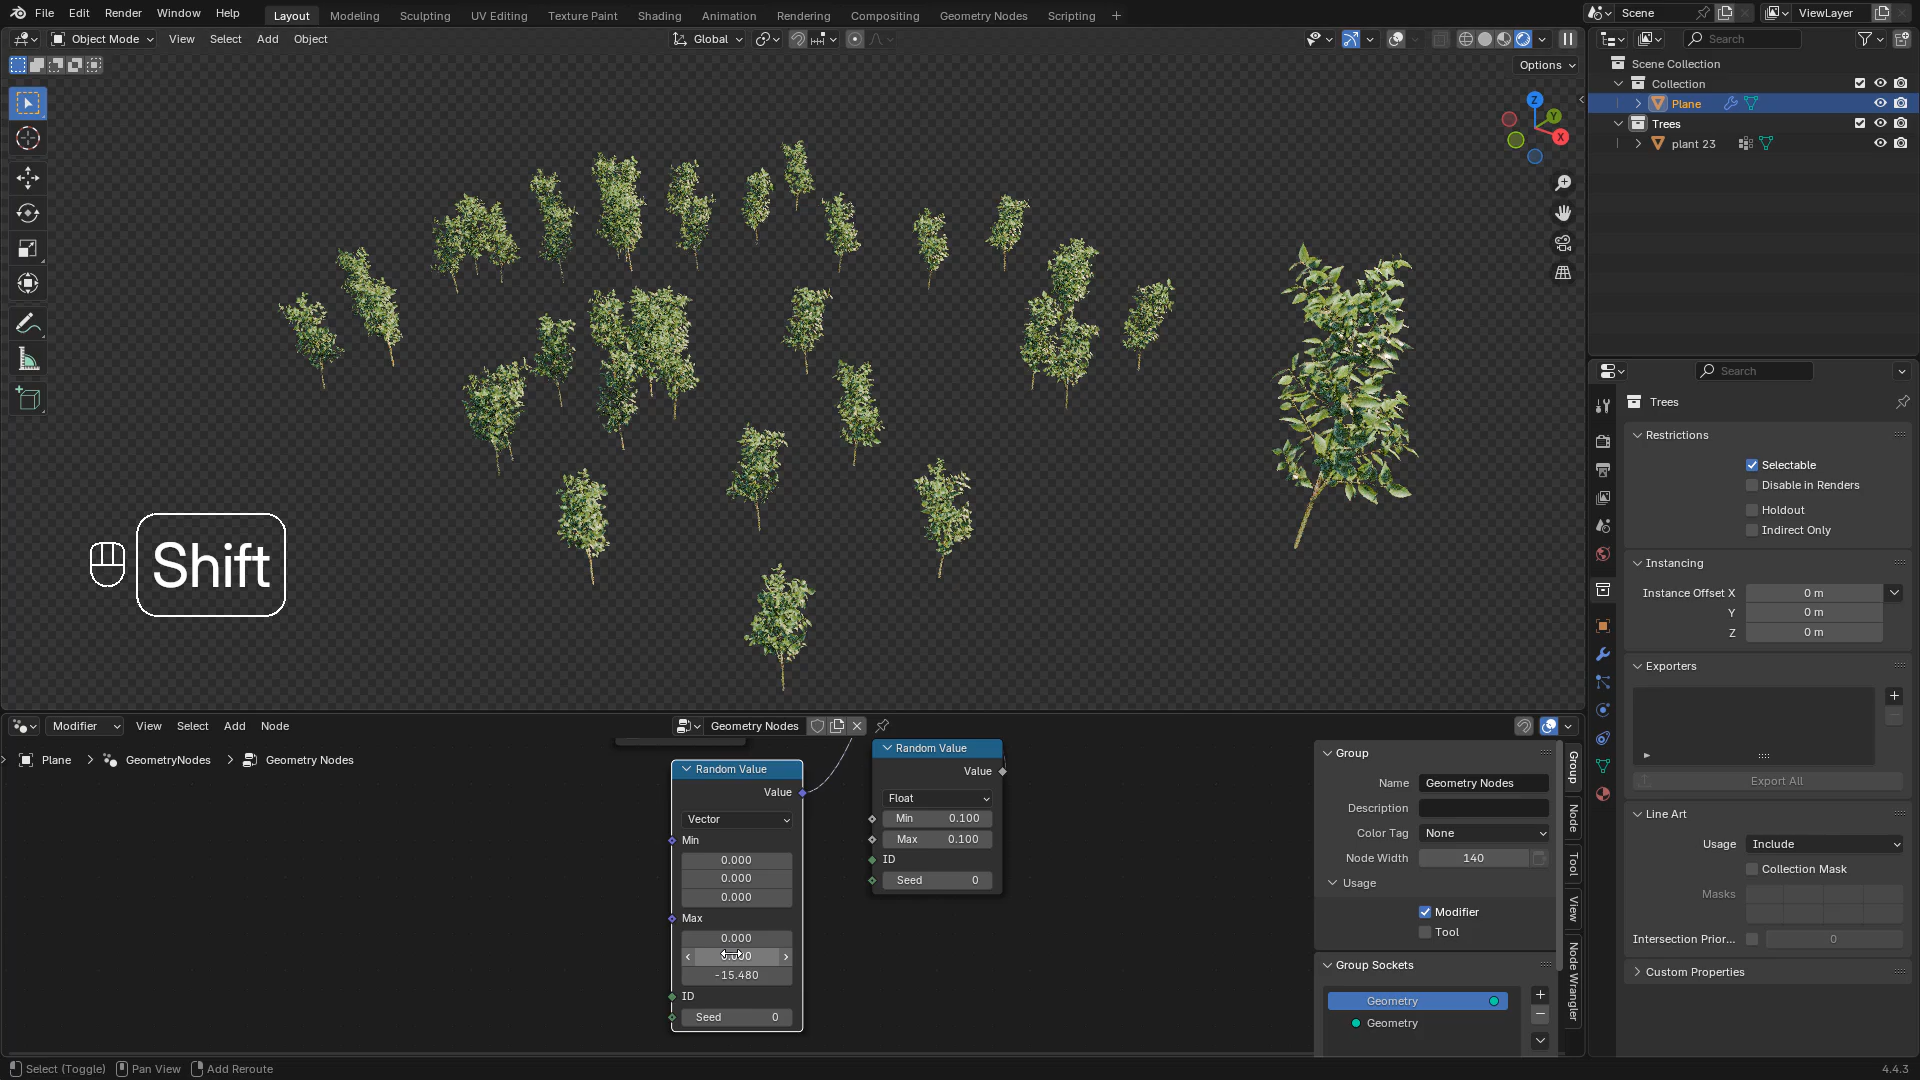 File Edit Render Window Help Layout Modeling Sculpting UV Editing Texture Paint Shading Animation Rendering Compositing Geometry Nodes Scripting + Scene ViewLayer
Object Mode View Select Add Object Global Search
Options
Scene Collection
Collection
Plane
Trees
plant 23
Z
Y
X
Shift
Search
Trees
Restrictions
Selectable
Disable in Renders
Holdout
Indirect Only
Instancing
Instance Offset X 0 m
Y 0 m
Z 0 m
Exporters
Export All
Line Art
Usage Include
Collection Mask
Masks
Intersection Prior... 0
Custom Properties
Modifier View Select Add Node Geometry Nodes
Plane GeometryNodes Geometry Nodes
Random Value
Value
Vector
Min
0.000
0.000
0.000
Max
0.000
-15.480
ID
Seed 0
Random Value
Value
Float
Min 0.100
Max 0.100
ID
Seed 0
Group
Name Geometry Nodes
Description
Color Tag None
Node Width 140
Usage
Modifier
Tool
Group Sockets
Geometry
Geometry
Group
Node
Tool
View
Node Wrangler
Select (Toggle) Pan View Add Reroute 4.4.3